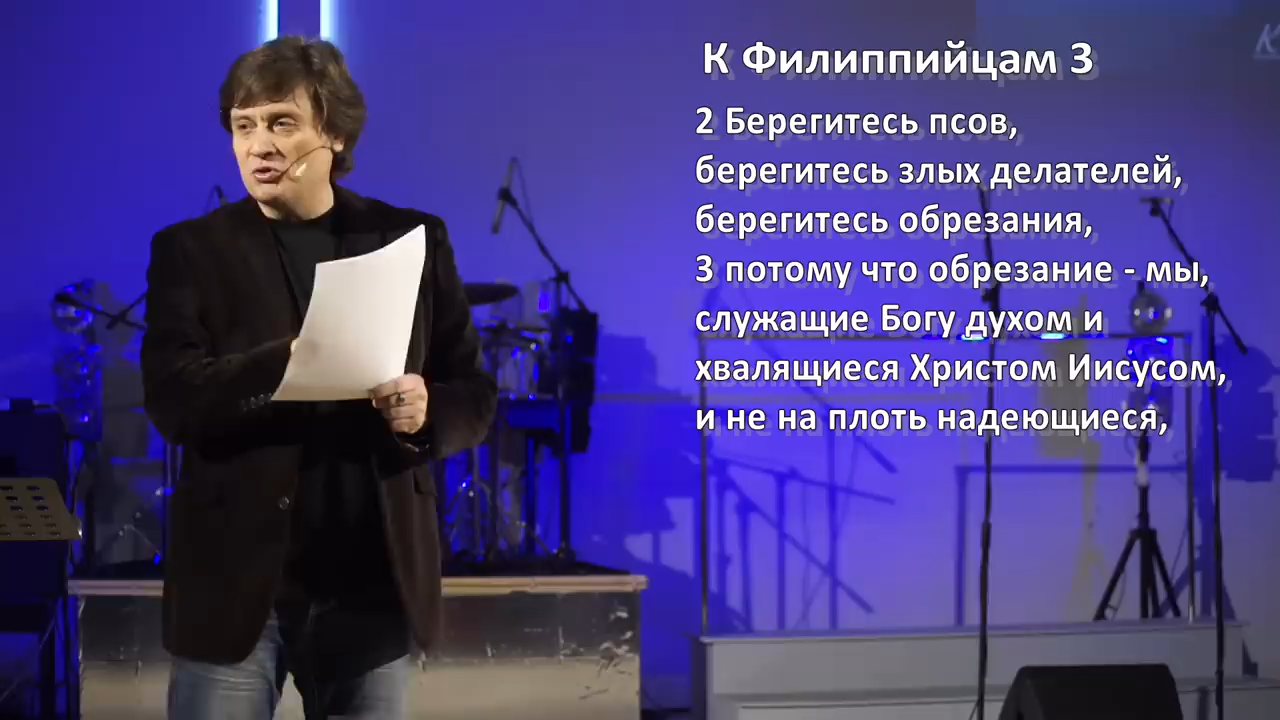 К Филиппийцам 3
2 Берегитесь псов,
берегитесь злых делателей,
берегитесь обрезания,
3 потому что обрезание - мы,
служащие Богу духом и
хвалящиеся Христом Иисусом,
и не на плоть надеющиеся,